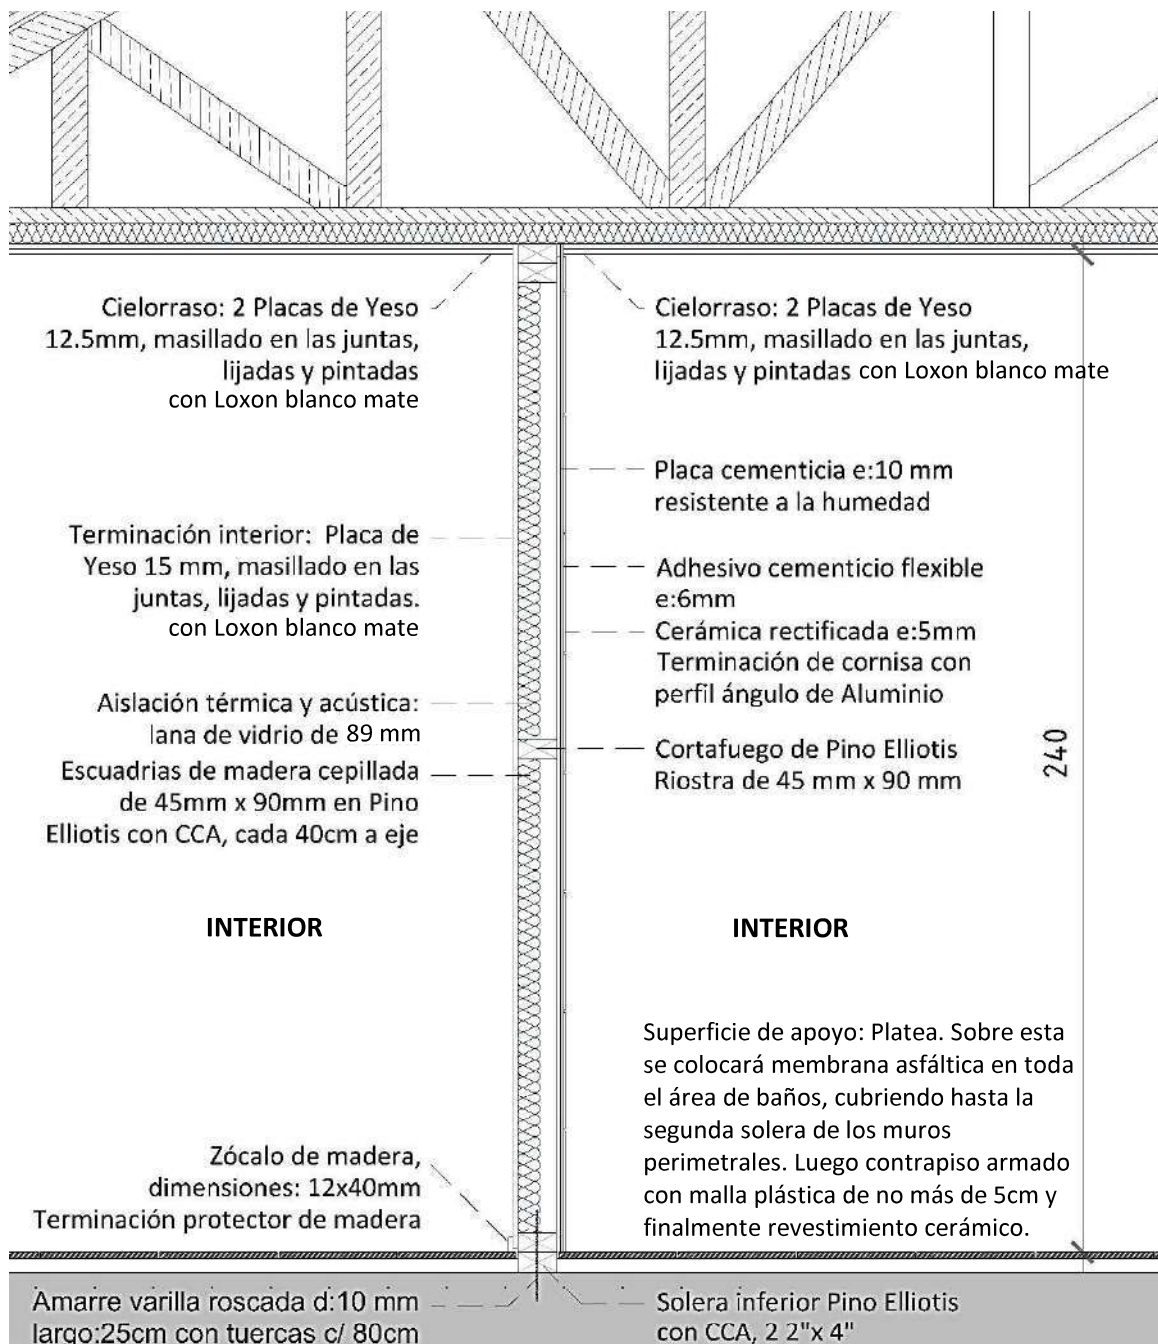 Cielorraso: 2 Placas de Yeso
12.5mm, masillado en las juntas,
lijadas y pintadas
con Loxon blanco mate
Cielorraso: 2 Placas de Yeso
12.5mm, masillado en las juntas,
lijadas y pintadas con Loxon blanco mate
Placa cementicia e:10 mm
resistente a la humedad
Terminación interior: Placa de
Yeso 15 mm, masillado en las
juntas, lijadas y pintadas.
con Loxon blanco mate
Adhesivo cementicio flexible
e:6mm
Cerámica rectificada e:5mm
Terminación de cornisa con
perfil ángulo de Aluminio
Aislación térmica y acústica:
lana de vidrio de 89 mm
Escuadrias de madera cepillada
de 45mm x 90mm en Pino
Elliotis con CCA, cada 40cm a eje
Cortafuego de Pino Elliotis
Riostra de 45 mm x 90 mm
240
INTERIOR
INTERIOR
Superficie de apoyo: Platea. Sobre esta
se colocará membrana asfáltica en toda
el área de baños, cubriendo hasta la
segunda solera de los muros
perimetrales. Luego contrapiso armado
con malla plástica de no más de 5cm y
finalmente revestimiento cerámico.
Zócalo de madera,
dimensiones: 12x40mm
Terminación protector de madera
Amarre varilla roscada d:10 mm
largo:25cm con tuercas c/ 80cm
Solera inferior Pino Elliotis
con CCA, 2 2"x 4"